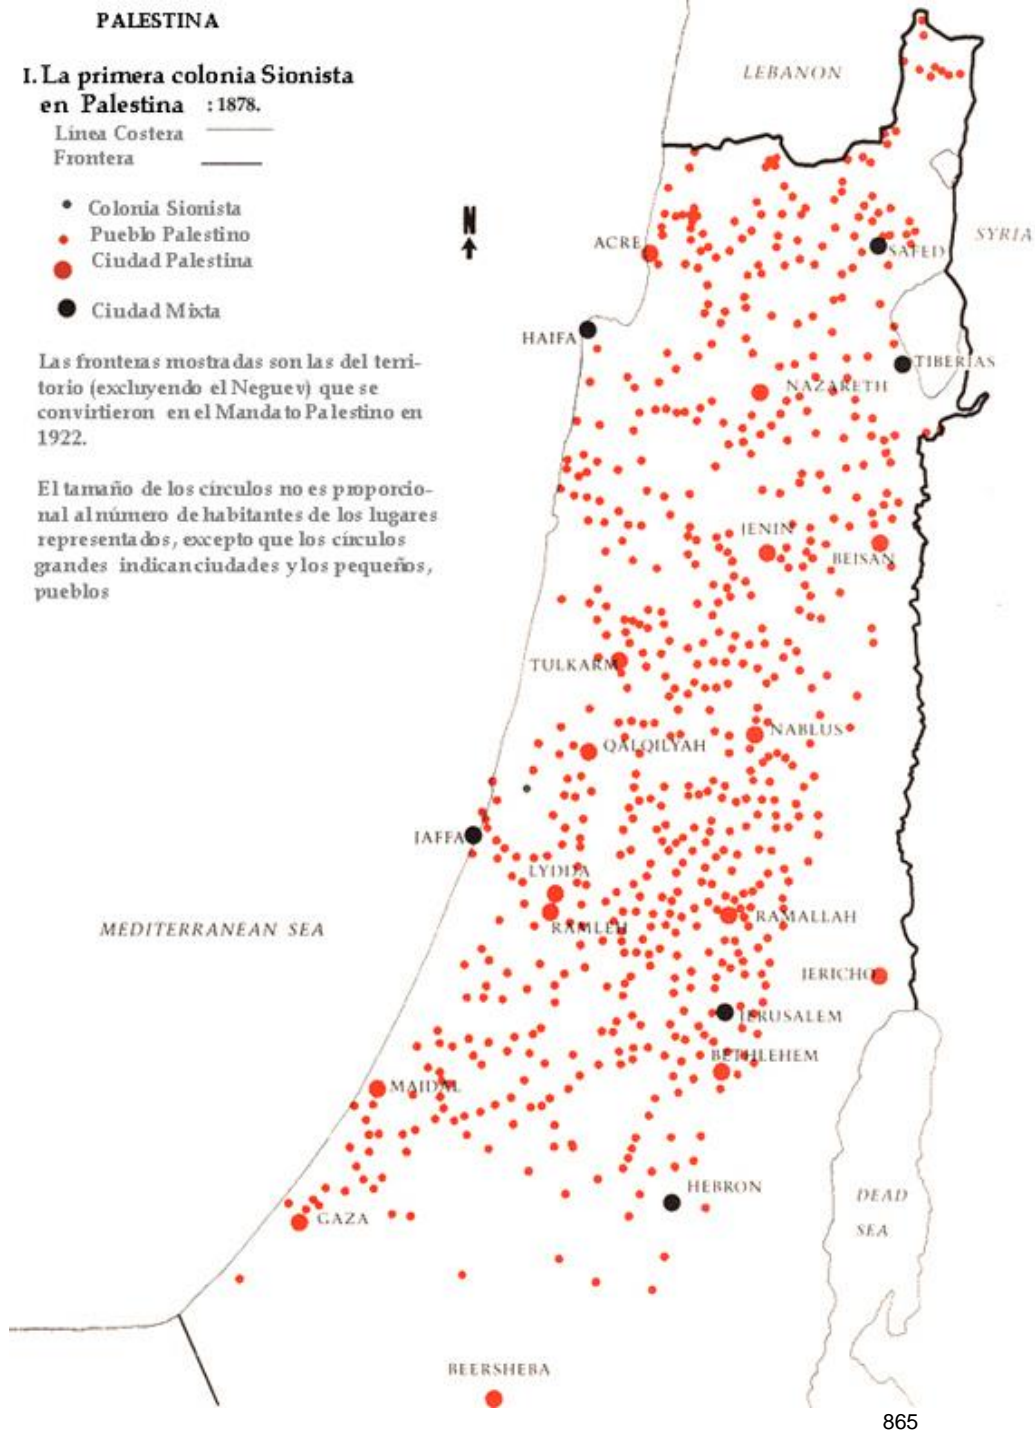 PALESTINA
I. La primera colonia Sionista
en Palestina : 1878.
Línea Costera
Frontera
Colonia Sionista
Pueblo Palestino
Ciudad Palestina
Ciudad Mixta
Las fronteras mostradas son las del terri-
torio (excluyendo el Neguev) que se
convirtieron en el Mandato Palestino en
1922.
El tamaño de los círculos no es proporcio-
nal al número de habitantes de los lugares
representados, excepto que los círculos
grandes indican ciudades y los pequeños,
pueblos
N
LEBANON
SYRIA
ACRE
SAFED
HAIFA
TIBERIAS
NAZARETH
JENIN
BEISAN
TULKARM
NABLUS
QALQILYAH
JAFFA
LYDDA
RAMLEH
RAMALLAH
MEDITERRANEAN SEA
JERICHO
JERUSALEM
BETHLEHEM
MAJDAL
HEBRON
DEAD
SEA
GAZA
BEERSHEBA
865